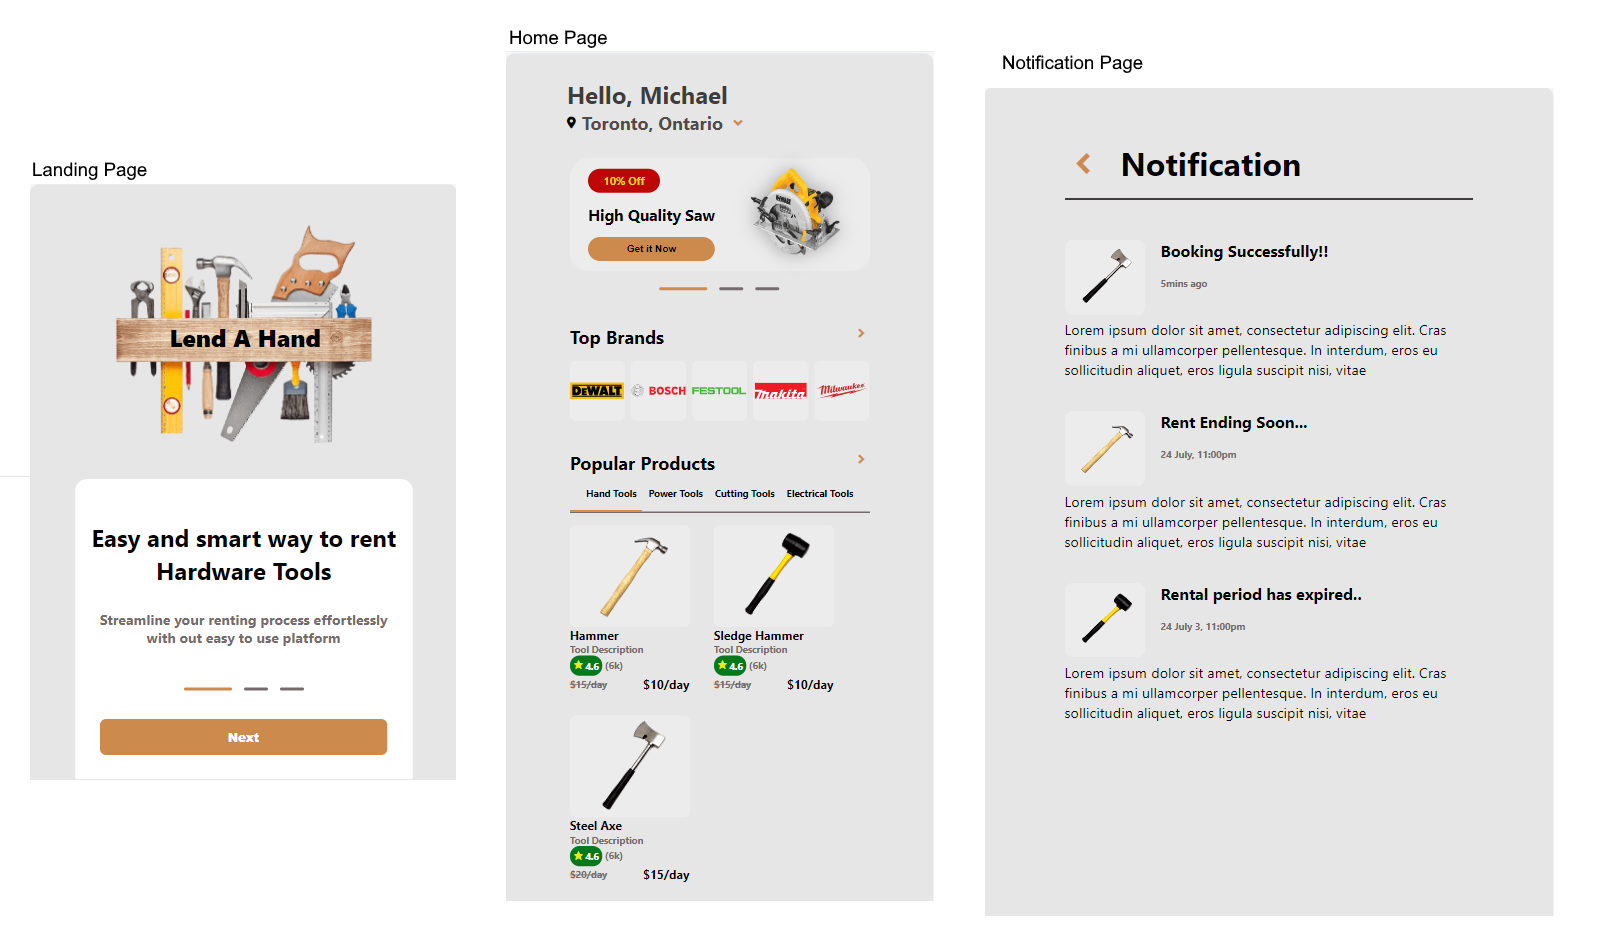 Landing Page
Lend A Hand
Easy and smart way to rent
Hardware Tools
Streamline your renting process effortlessly
with out easy to use platform
Next
Home Page
Hello, Michael
Toronto, Ontario
10% Off
High Quality Saw
Get it Now
DEWALT
Top Brands
DEWALT
BOSCH
FESTOOL
makita
Milwaukee
Popular Products
Hand Tools Power Tools Cutting Tools Electrical Tools
Hammer
Tool Description
4.6 (6k)
$15/day $10/day
Sledge Hammer
Tool Description
4.6 (6k)
$15/day $10/day
Steel Axe
Tool Description
4.6 (6k)
$20/day $15/day
Notification Page
Notification
Booking Successfully!!
5mins ago
Lorem ipsum dolor sit amet, consectetur adipiscing elit. Cras
finibus a mi ullamcorper pellentesque. In interdum, eros eu
sollicitudin aliquet, eros ligula suscipit nisi, vitae
Rent Ending Soon...
24 July, 11:00pm
Lorem ipsum dolor sit amet, consectetur adipiscing elit. Cras
finibus a mi ullamcorper pellentesque. In interdum, eros eu
sollicitudin aliquet, eros ligula suscipit nisi, vitae
Rental period has expired..
24 July 3, 11:00pm
Lorem ipsum dolor sit amet, consectetur adipiscing elit. Cras
finibus a mi ullamcorper pellentesque. In interdum, eros eu
sollicitudin aliquet, eros ligula suscipit nisi, vitae